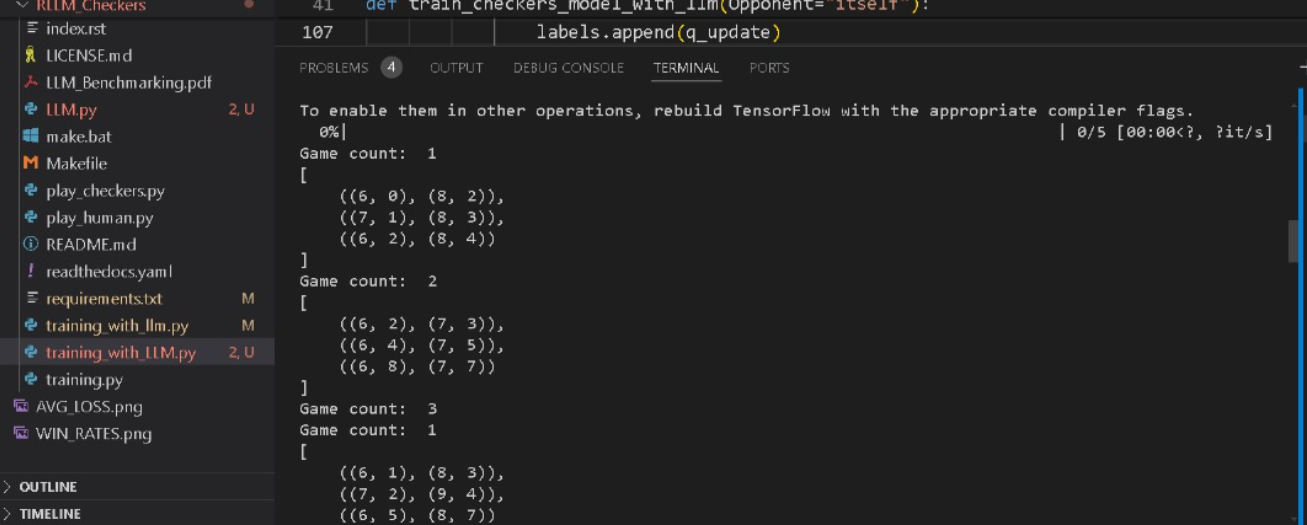 RLLM_Checkers
index.rst
LICENSE.md
LLM_Benchmarking.pdf
LLM.py 2, U
make.bat
Makefile
play_checkers.py
play_human.py
README.md
readthedocs.yaml
requirements.txt M
training_with_llm.py M
training_with_LLM.py 2, U
training.py
AVG_LOSS.png
WIN_RATES.png
OUTLINE
TIMELINE
41 def train_checkers_model_with_llm(Opponent="itself"):
107 labels.append(q_update)
PROBLEMS 4 OUTPUT DEBUG CONSOLE TERMINAL PORTS
To enable them in other operations, rebuild TensorFlow with the appropriate compiler flags.
0%| | 0/5 [00:00<?, ?it/s]
Game count: 1
[
((6, 0), (8, 2)),
((7, 1), (8, 3)),
((6, 2), (8, 4))
]
Game count: 2
[
((6, 2), (7, 3)),
((6, 4), (7, 5)),
((6, 8), (7, 7))
]
Game count: 3
Game count: 1
[
((6, 1), (8, 3)),
((7, 2), (9, 4)),
((6, 5), (8, 7))